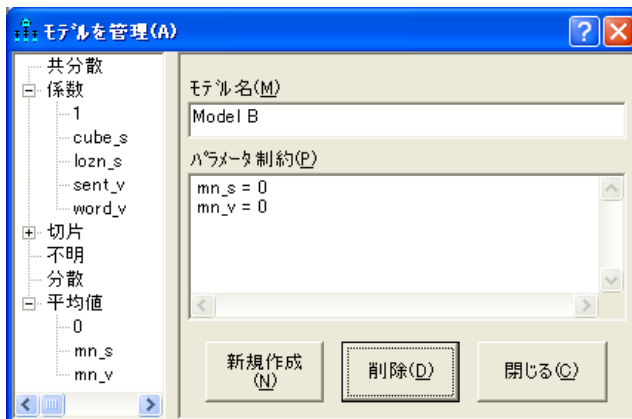 モデルを管理(A)
共分散
係数
1
cube_s
lozn_s
sent_v
word_v
切片
不明
分散
平均値
0
mn_s
mn_v
モデル名(M)
Model B
パラメータ制約(P)
mn_s = 0
mn_v = 0
新規作成
(N)
削除(D)
閉じる(C)